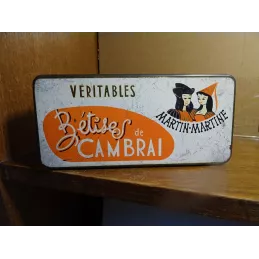 VERITABLES
Bêtises de
CAMBRAI
MARTIN-MARTINE